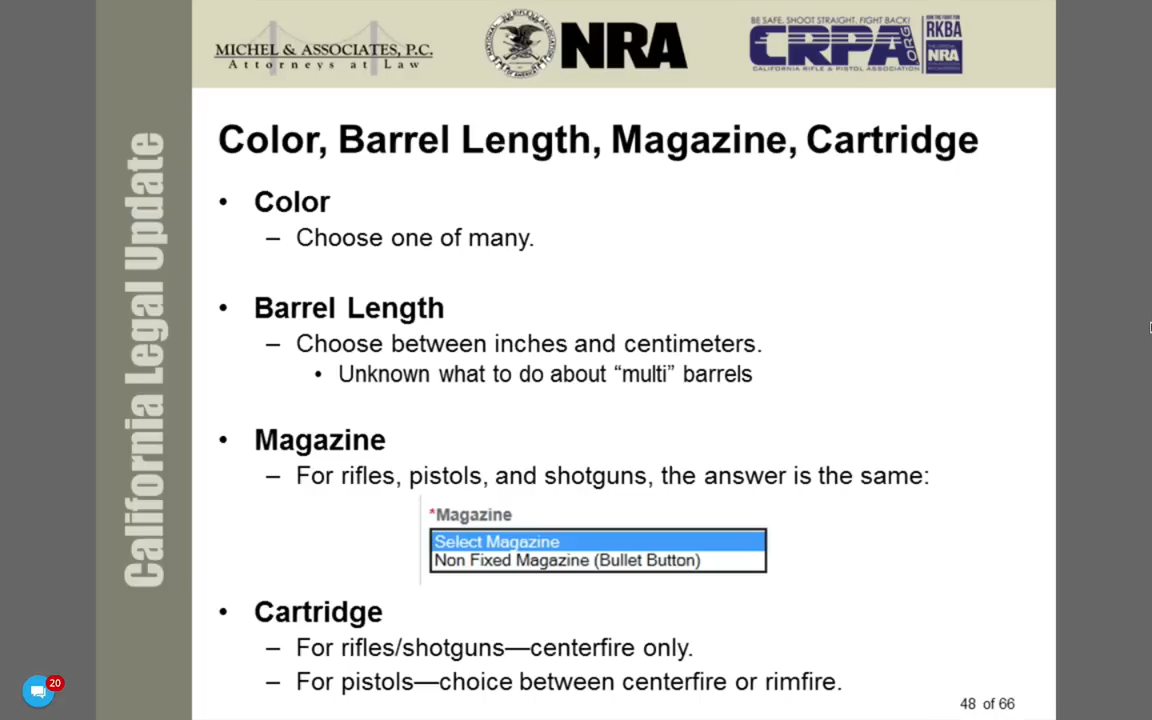 MICHEL & ASSOCIATES, P.C.
Attorneys at Law
NRA
BE SAFE. SHOOT STRAIGHT. FIGHT BACK!
CRPA.ORG
CALIFORNIA RIFLE & PISTOL ASSOCIATION
RKBA
NRA
California Legal Update
Color, Barrel Length, Magazine, Cartridge
• Color
– Choose one of many.
• Barrel Length
– Choose between inches and centimeters.
• Unknown what to do about “multi” barrels
• Magazine
– For rifles, pistols, and shotguns, the answer is the same:
*Magazine
Select Magazine
Non Fixed Magazine (Bullet Button)
• Cartridge
– For rifles/shotguns—centerfire only.
– For pistols—choice between centerfire or rimfire.
48 of 66
20